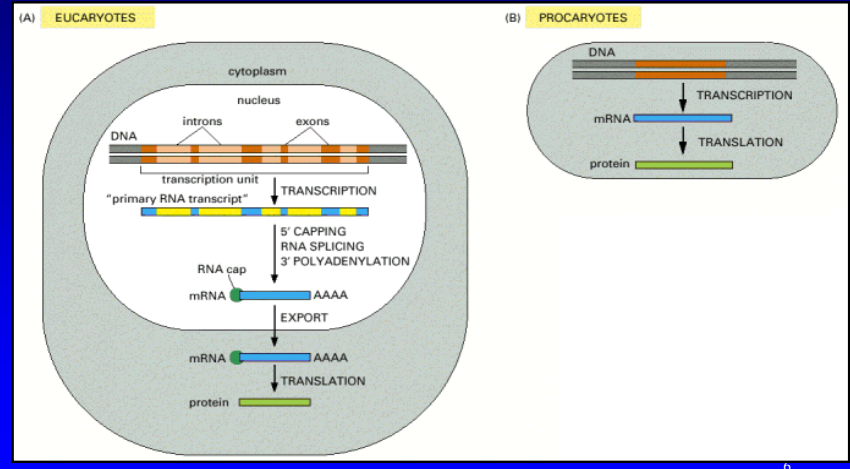 (A) EUCARYOTES
cytoplasm
nucleus
introns exons
DNA
transcription unit
TRANSCRIPTION
"primary RNA transcript"
5' CAPPING
RNA SPLICING
3' POLYADENYLATION
RNA cap
mRNA AAAA
EXPORT
mRNA AAAA
TRANSLATION
protein
(B) PROCARYOTES
DNA
TRANSCRIPTION
mRNA
TRANSLATION
protein
6